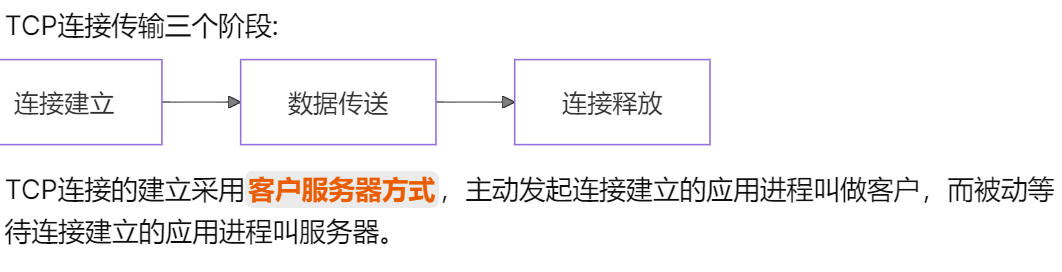 TCP连接传输三个阶段:
连接建立
数据传送
连接释放
TCP连接的建立采用客户服务器方式，主动发起连接建立的应用进程叫做客户，而被动等
待连接建立的应用进程叫服务器。